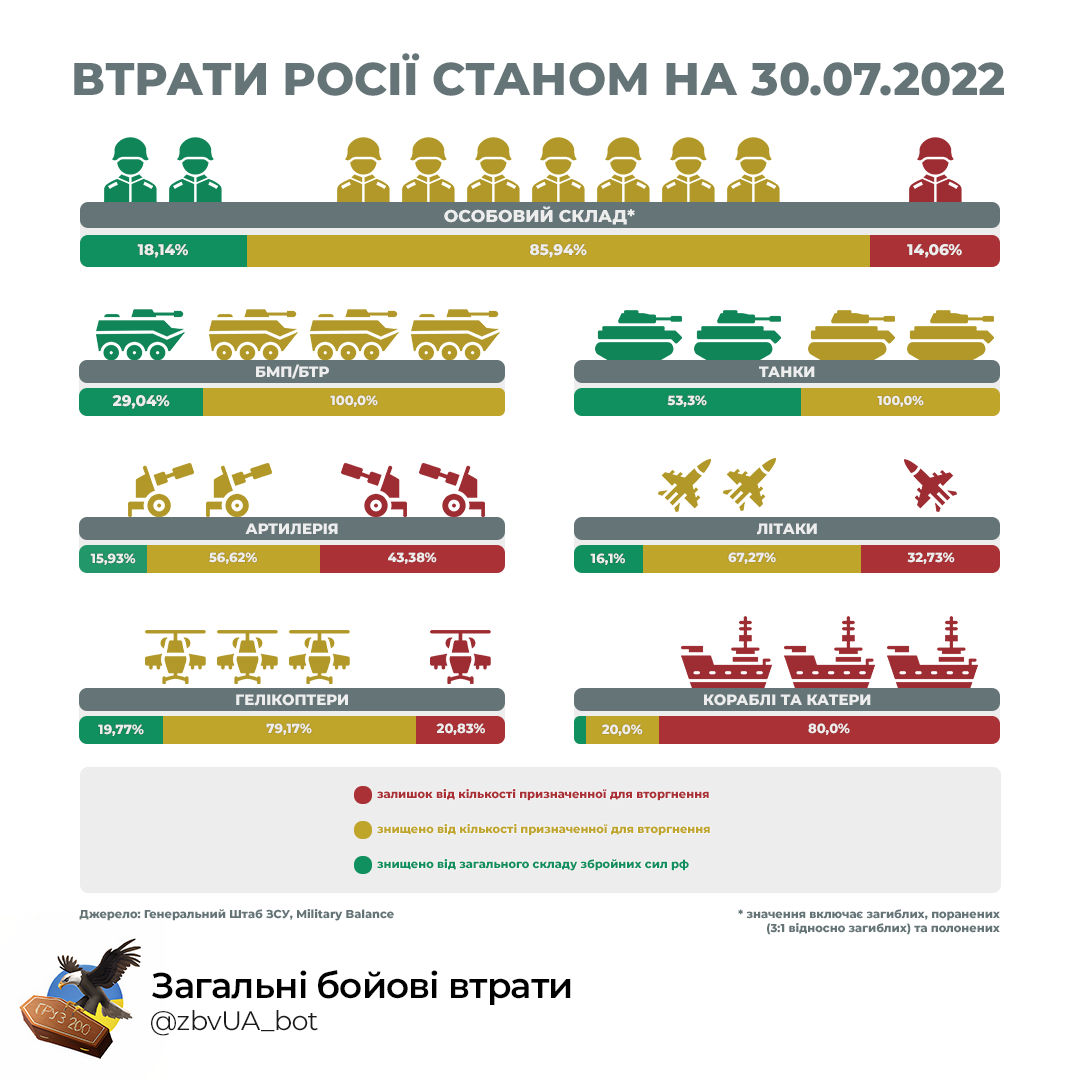 ВТРАТИ РОСІЇ СТАНОМ НА 30.07.2022
ОСОБОВИЙ СКЛАД*
18,14% 85,94% 14,06%
БМП/БТР
29,04% 100,0%
ТАНКИ
53,3% 100,0%
АРТИЛЕРІЯ
15,93% 56,62% 43,38%
ЛІТАКИ
16,1% 67,27% 32,73%
ГЕЛІКОПТЕРИ
19,77% 79,17% 20,83%
КОРАБЛІ ТА КАТЕРИ
20,0% 80,0%
залишок від кількості призначенної для вторгнення
знищено від кількості призначенної для вторгнення
знищено від загального складу збройних сил рф
Джерело: Генеральний Штаб ЗСУ, Military Balance
* значення включає загиблих, поранених
(3:1 відносно загиблих) та полонених
ГРУЗ 200
Загальні бойові втрати
@zbvUA_bot